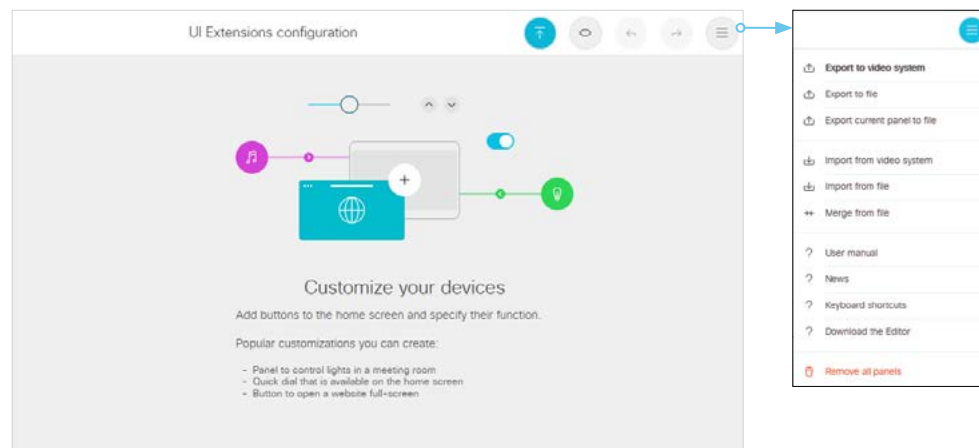 UI Extensions configuration
Customize your devices
Add buttons to the home screen and specify their function.
Popular customizations you can create:
- Panel to control lights in a meeting room
- Quick dial that is available on the home screen
- Button to open a website full-screen
Export to video system
Export to file
Export current panel to file
Import from video system
Import from file
Merge from file
? User manual
? News
? Keyboard shortcuts
? Download the Editor
Remove all panels